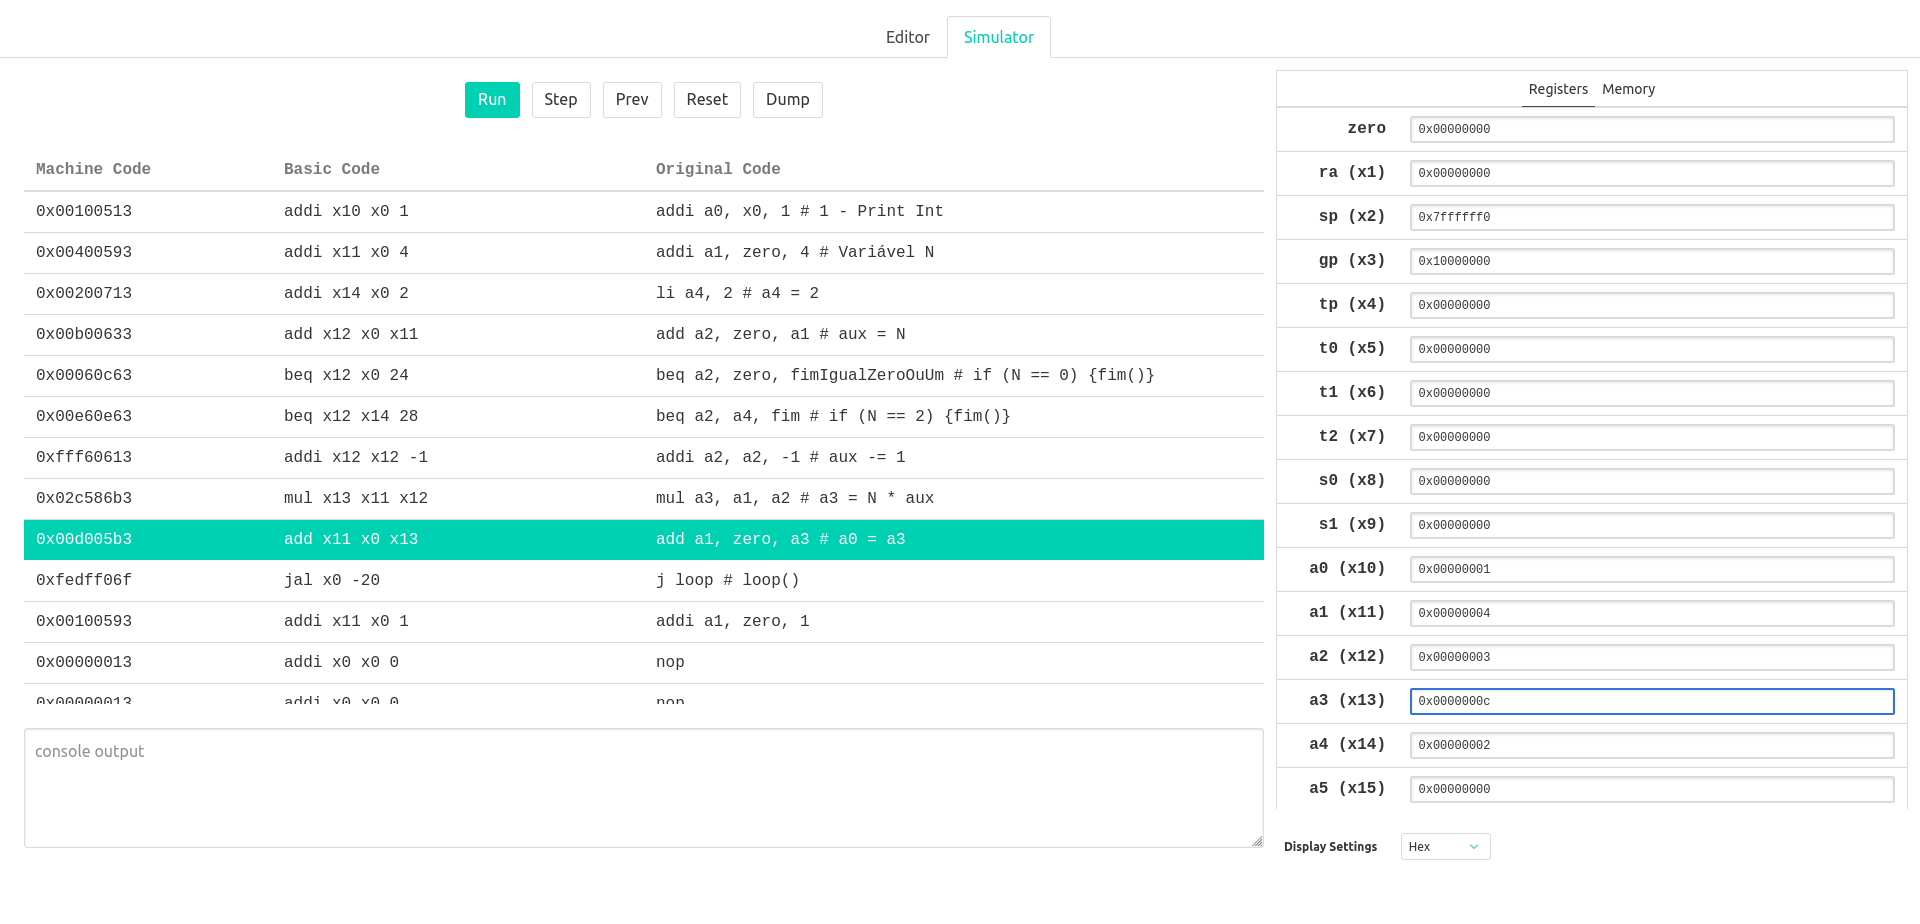 Editor Simulator
Run Step Prev Reset Dump
Machine Code Basic Code Original Code
0x00100513 addi x10 x0 1 addi a0, x0, 1 # 1 - Print Int
0x00400593 addi x11 x0 4 addi a1, zero, 4 # Variável N
0x00200713 addi x14 x0 2 li a4, 2 # a4 = 2
0x00b00633 add x12 x0 x11 add a2, zero, a1 # aux = N
0x00060c63 beq x12 x0 24 beq a2, zero, fimIgualZeroOuUm # if (N == 0) {fim()}
0x00e60e63 beq x12 x14 28 beq a2, a4, fim # if (N == 2) {fim()}
0xfff60613 addi x12 x12 -1 addi a2, a2, -1 # aux -= 1
0x02c586b3 mul x13 x11 x12 mul a3, a1, a2 # a3 = N * aux
0x00d005b3 add x11 x0 x13 add a1, zero, a3 # a0 = a3
0xfedff06f jal x0 -20 j loop # loop()
0x00100593 addi x11 x0 1 addi a1, zero, 1
0x00000013 addi x0 x0 0 nop
0x00000013 addi x0 x0 0 nop
console output
Registers Memory
zero 0x00000000
ra (x1) 0x00000000
sp (x2) 0x7ffffff0
gp (x3) 0x10000000
tp (x4) 0x00000000
t0 (x5) 0x00000000
t1 (x6) 0x00000000
t2 (x7) 0x00000000
s0 (x8) 0x00000000
s1 (x9) 0x00000000
a0 (x10) 0x00000001
a1 (x11) 0x00000004
a2 (x12) 0x00000003
a3 (x13) 0x0000000c
a4 (x14) 0x00000002
a5 (x15) 0x00000000
Display Settings Hex